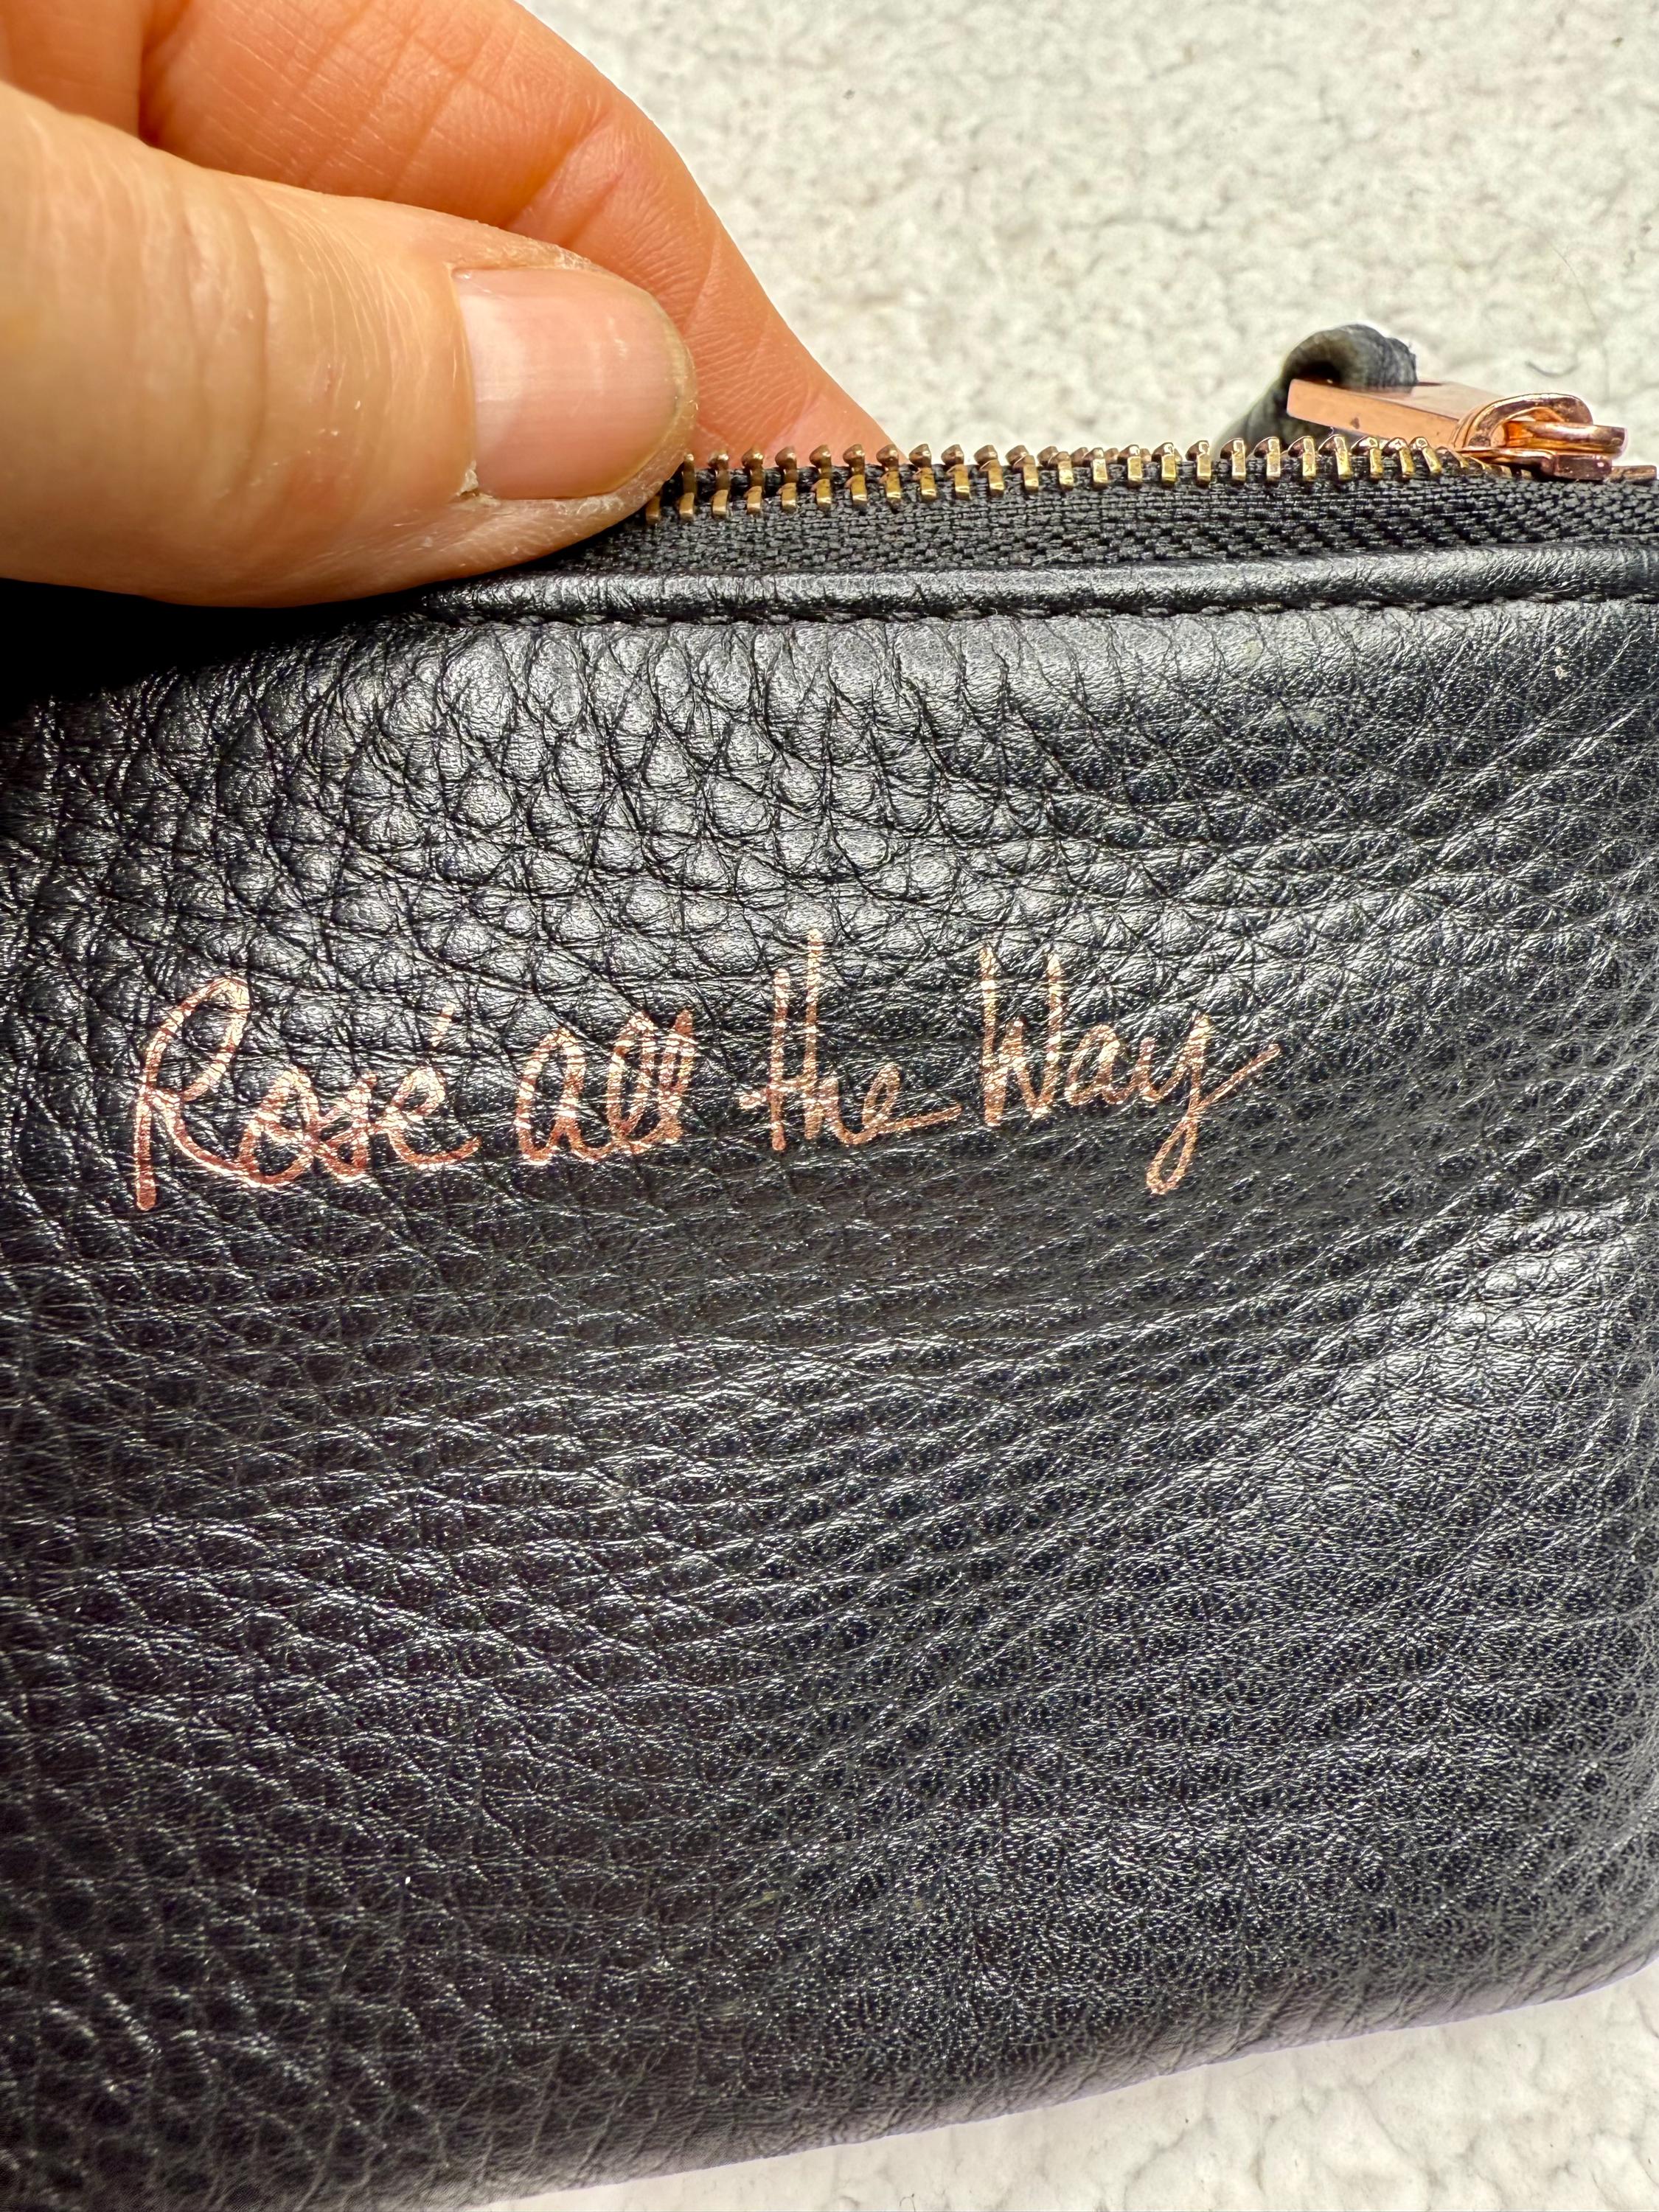 Rosé all the Way